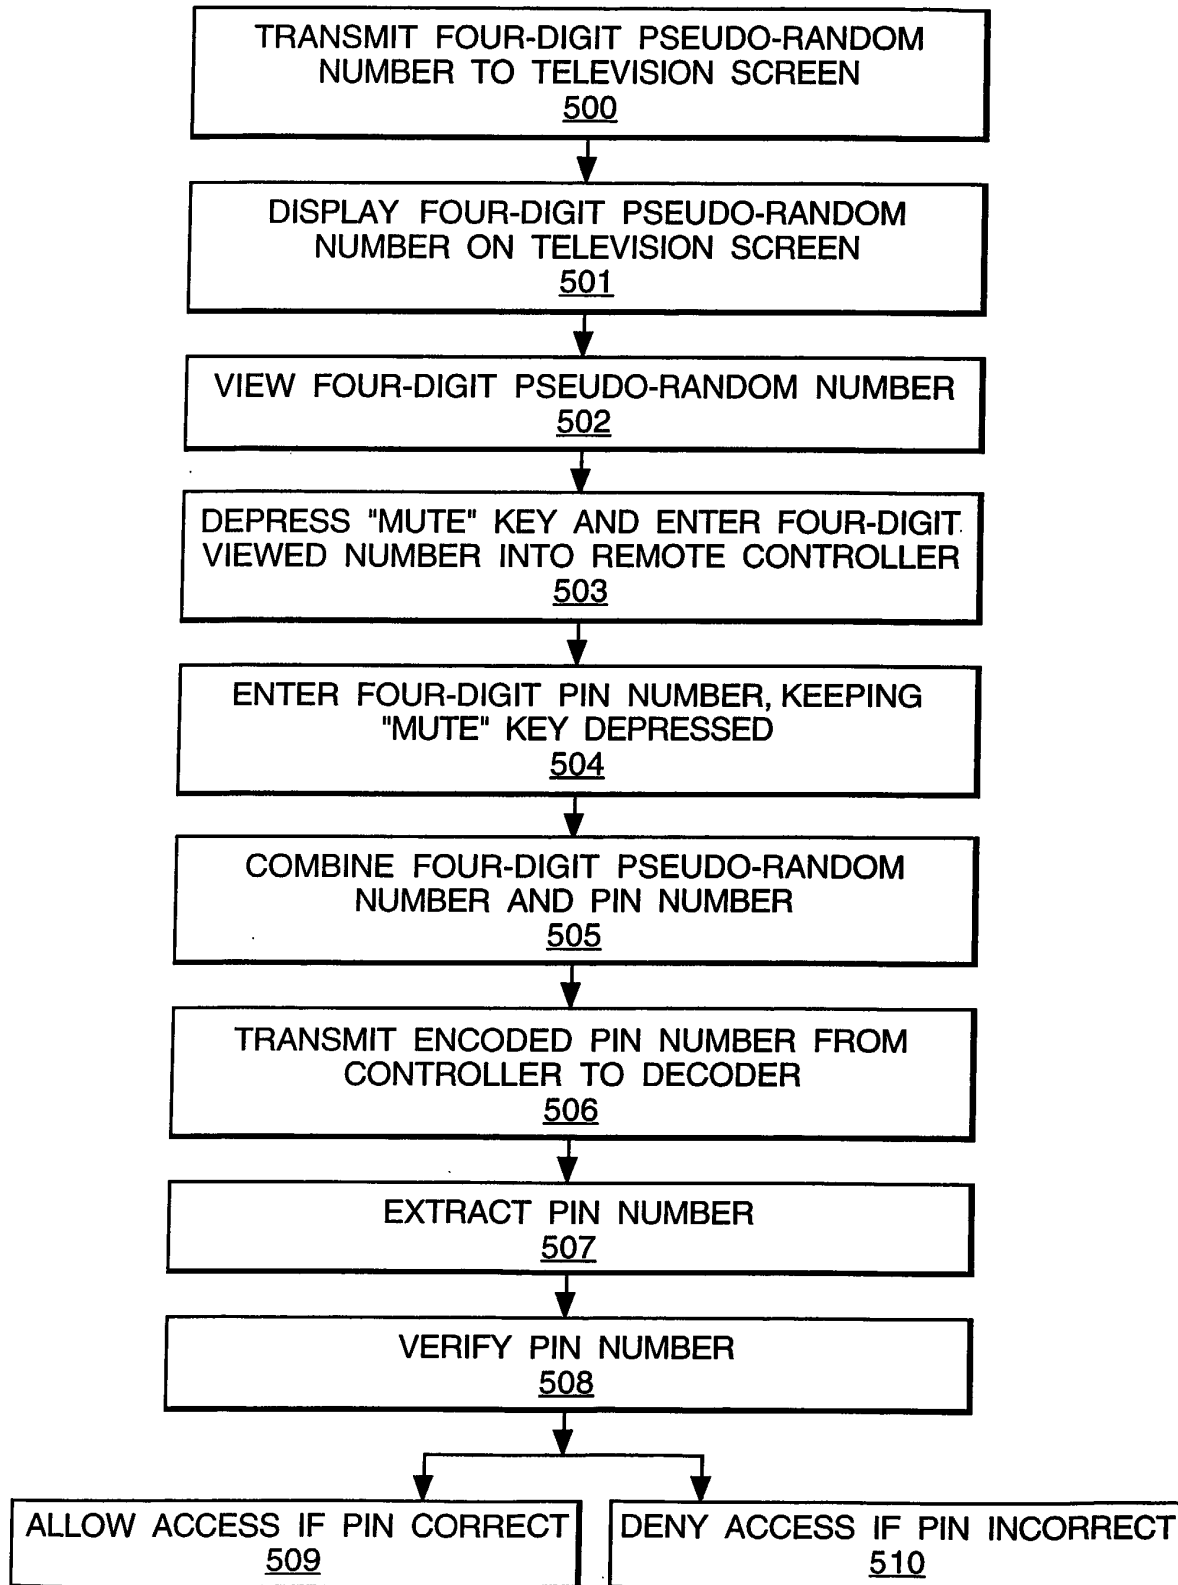 TRANSMIT FOUR-DIGIT PSEUDO-RANDOM
NUMBER TO TELEVISION SCREEN
500
DISPLAY FOUR-DIGIT PSEUDO-RANDOM
NUMBER ON TELEVISION SCREEN
501
VIEW FOUR-DIGIT PSEUDO-RANDOM NUMBER
502
DEPRESS "MUTE" KEY AND ENTER FOUR-DIGIT
VIEWED NUMBER INTO REMOTE CONTROLLER
503
ENTER FOUR-DIGIT PIN NUMBER, KEEPING
"MUTE" KEY DEPRESSED
504
COMBINE FOUR-DIGIT PSEUDO-RANDOM
NUMBER AND PIN NUMBER
505
TRANSMIT ENCODED PIN NUMBER FROM
CONTROLLER TO DECODER
506
EXTRACT PIN NUMBER
507
VERIFY PIN NUMBER
508
ALLOW ACCESS IF PIN CORRECT
509
DENY ACCESS IF PIN INCORRECT
510